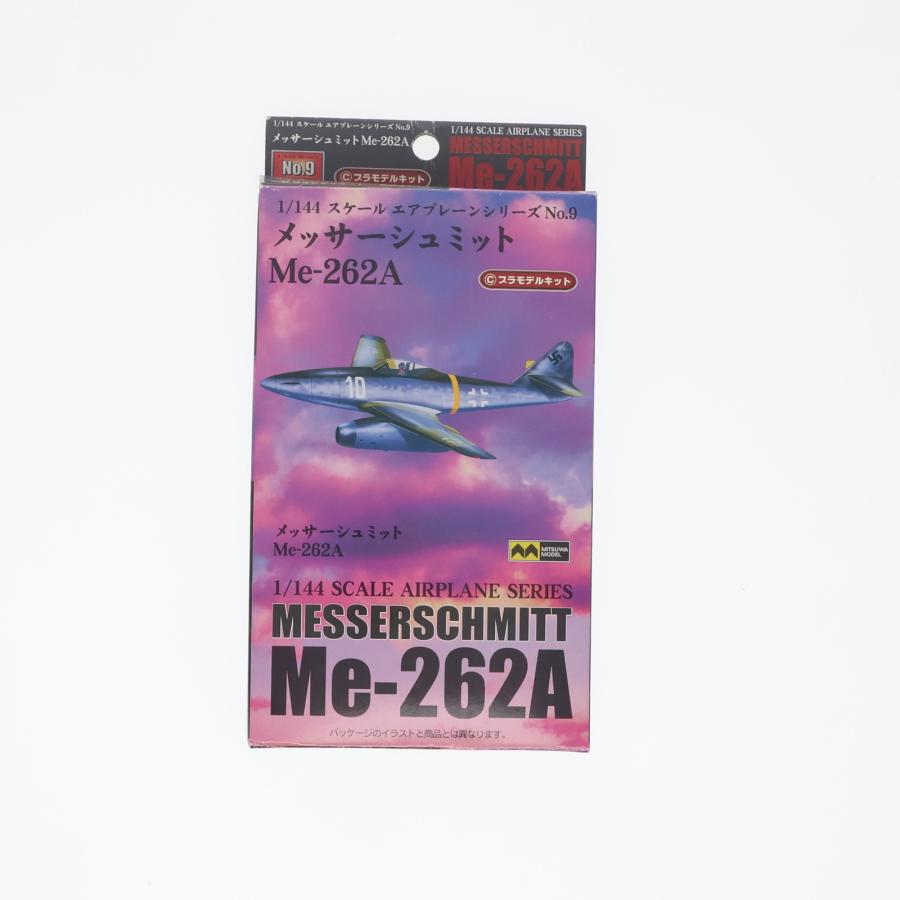 1/144 スケール エアプレーンシリーズ No.9
メッサーシュミット Me-262A
1/144 SCALE AIRPLANE SERIES
MESSERSCHMITT
Me-262A
1/144 SCALE
No.9
Ⓒプラモデルキット
1/144 スケール エアプレーンシリーズ No.9
メッサーシュミット
Me-262A
Ⓒプラモデルキット
10
メッサーシュミット
Me-262A
MITSUWA
MODEL
1/144 SCALE AIRPLANE SERIES
MESSERSCHMITT
Me-262A
パッケージのイラストと商品とは異なります。